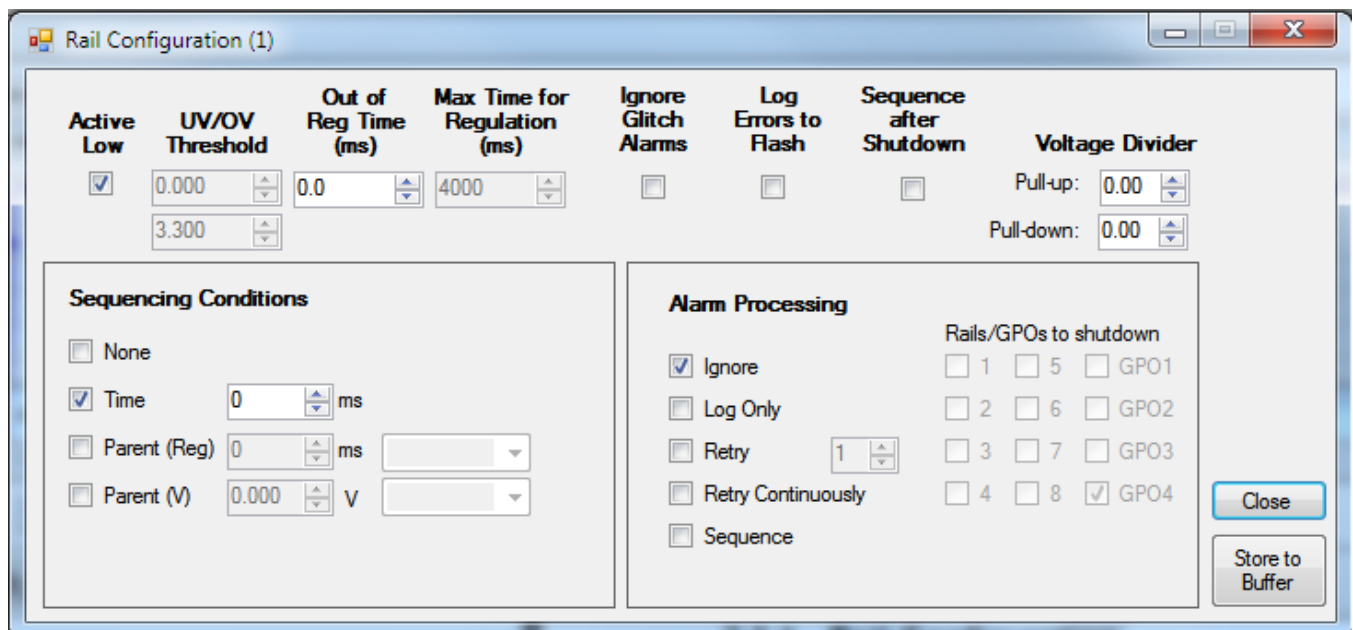 Rail Configuration (1)
Active Low
UV/OV Threshold
Out of Reg Time (ms)
Max Time for Regulation (ms)
Ignore Glitch Alarms
Log Errors to Flash
Sequence after Shutdown
Voltage Divider
0.000
0.0
4000
Pull-up: 0.00
3.300
Pull-down: 0.00
Sequencing Conditions
None
Time 0 ms
Parent (Reg) 0 ms
Parent (V) 0.000 V
Alarm Processing
Rails/GPOs to shutdown
Ignore 1 5 GPO1
Log Only 2 6 GPO2
Retry 1 3 7 GPO3
Retry Continuously 4 8 GPO4
Sequence
Close
Store to
Buffer